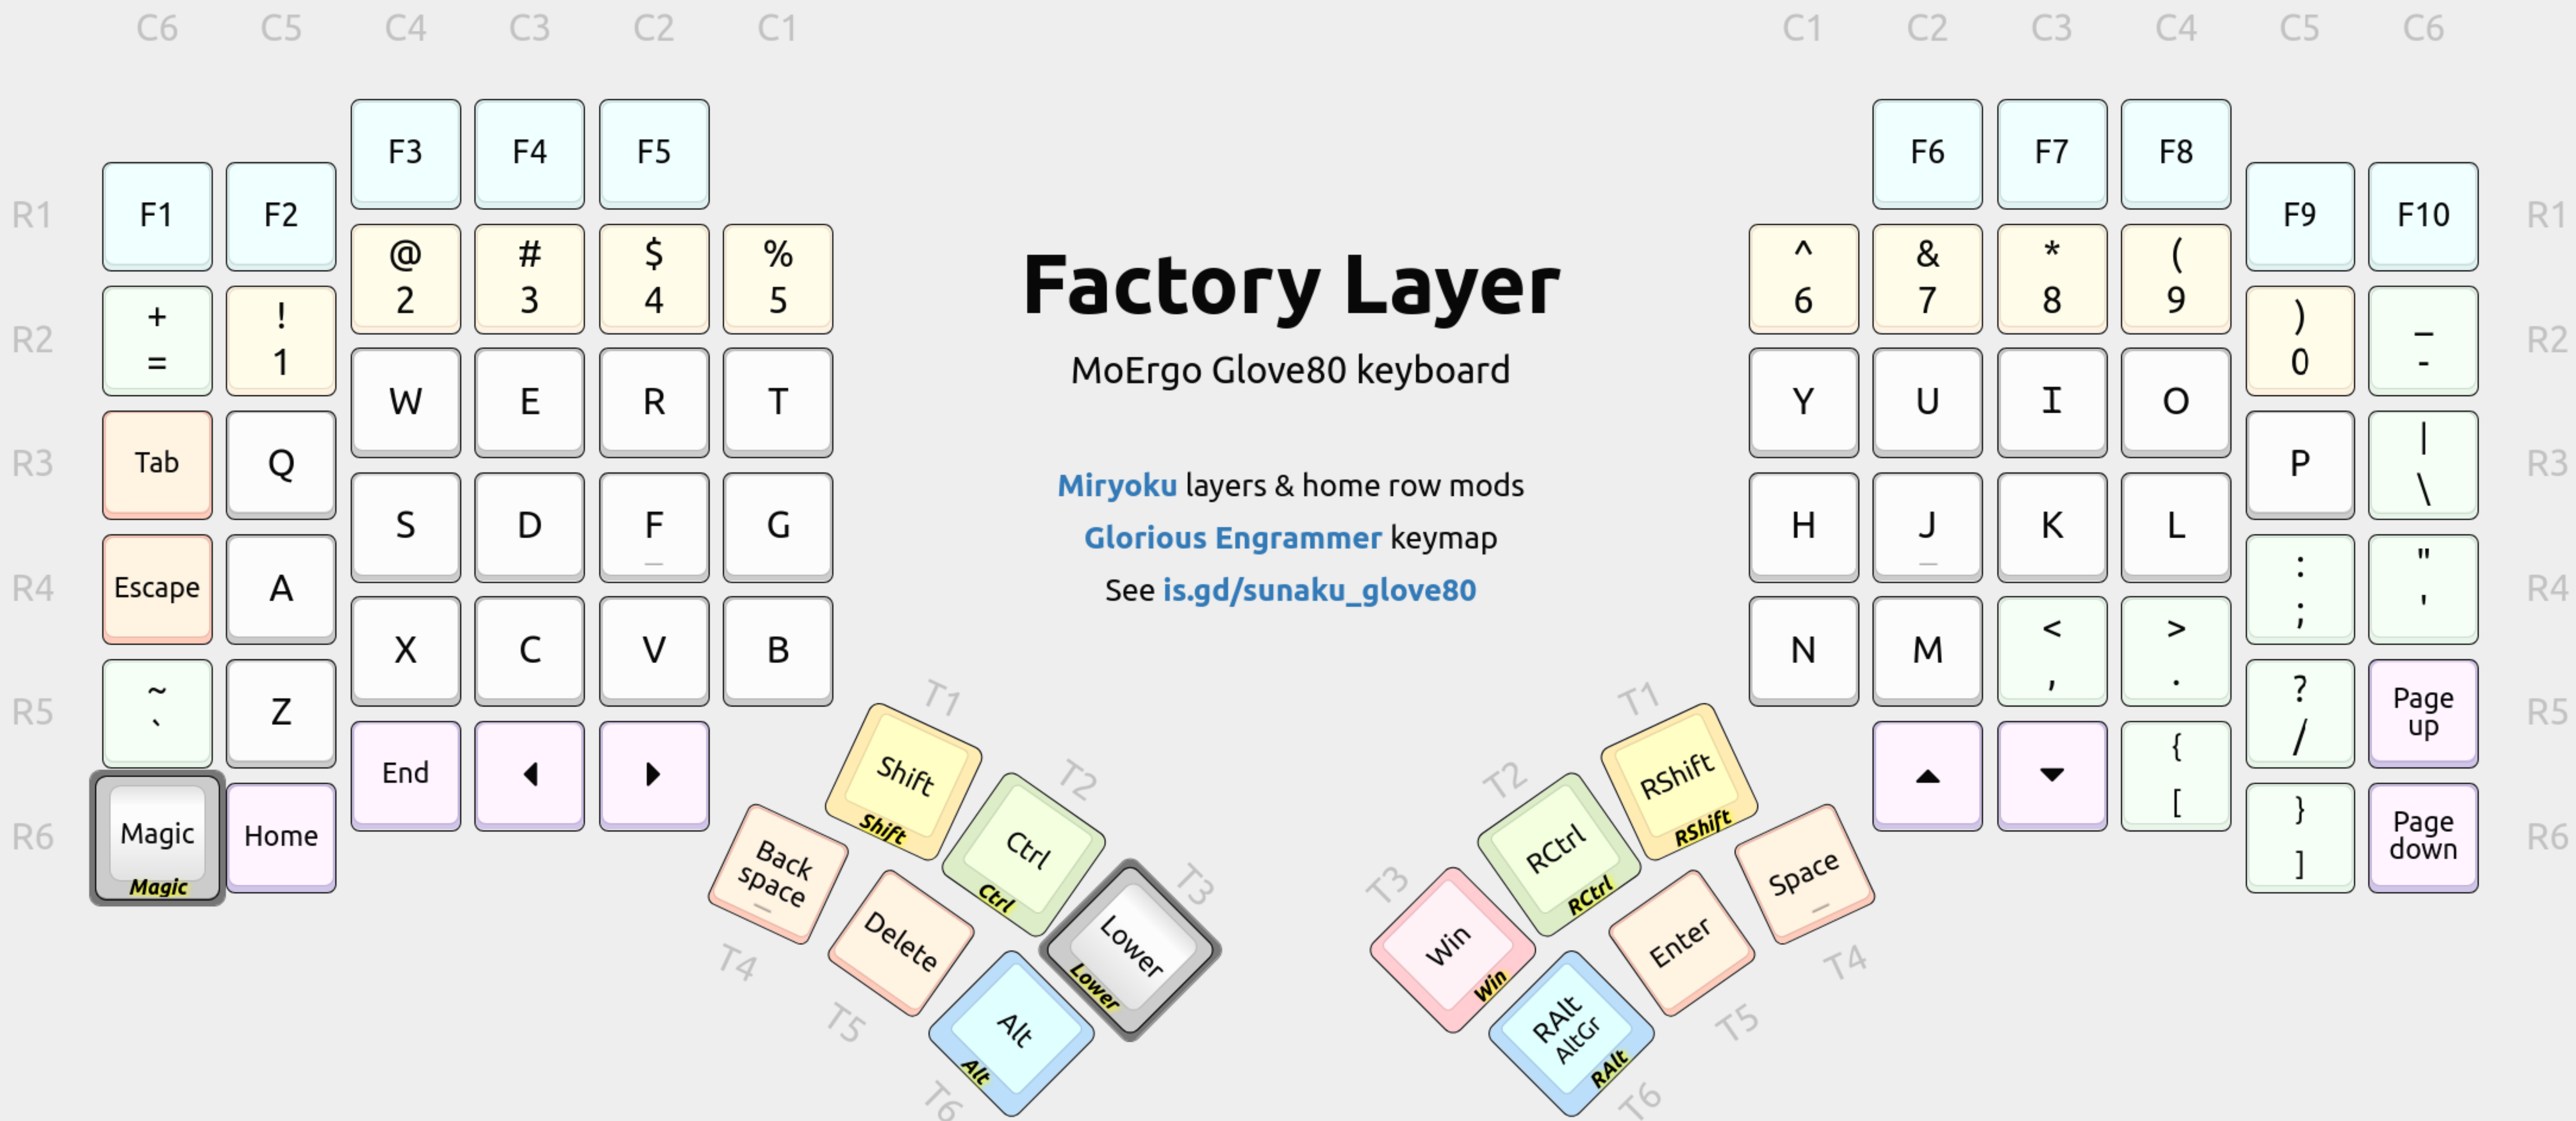 C6 C5 C4 C3 C2 C1 C1 C2 C3 C4 C5 C6
F3 F4 F5 F6 F7 F8
R1 F1 F2 F9 F10 R1
@ # $ % ^ & * (
2 3 4 5 6 7 8 9
R2 + ! ) _ R2
= 1 0 -
W E R T Y U I O
R3 Tab Q P | \ R3
S D F G H J K L
R4 Escape A : ; " ' R4
X C V B N M < , > .
R5 ~ ` Z ? / Page up R5
End ◀ ▶ ▲ ▼ { [
R6 Magic Home } ] Page down R6
Magic
Factory Layer
MoErgo Glove80 keyboard
Miryoku layers & home row mods
Glorious Engrammer keymap
See is.gd/sunaku_glove80
T1
Shift
Shift
T2
Ctrl
Ctrl
T3
Lower
Lower
Back
space
_
T4
Delete
T5
Alt
Alt
T6
T1
RShift
RShift
T2
RCtrl
RCtrl
T3
Win
Win
Space
_
T4
Enter
T5
RAlt
AltGr
RAlt
T6